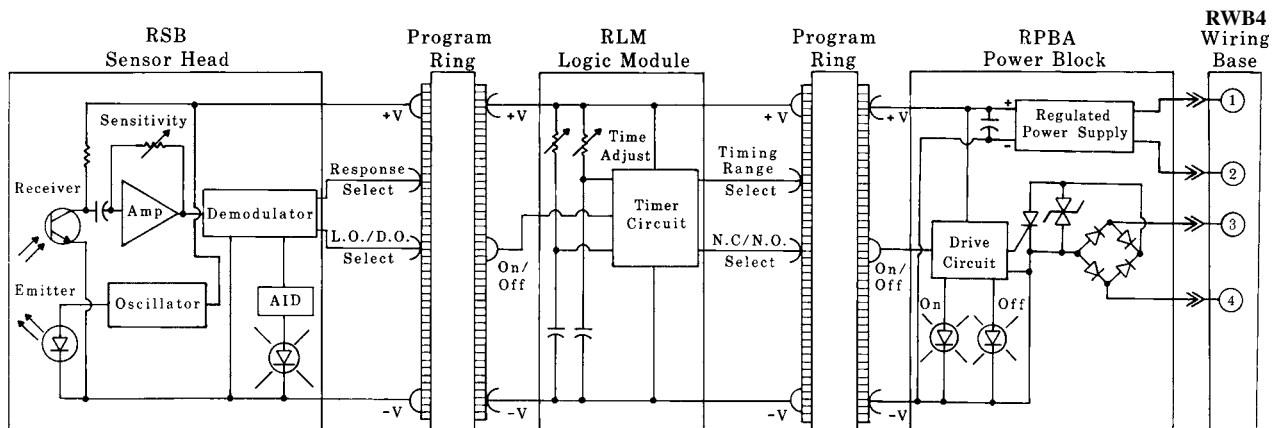 RSB
Sensor Head
Program
Ring
RLM
Logic Module
Program
Ring
RPBA
Power Block
RWB4
Wiring
Base
Sensitivity
Receiver
Amp
Demodulator
Response
Select
L.O./D.O.
Select
Emitter
Oscillator
AID
+V
-V
+V
On/
Off
-V
Time
Adjust
Timer
Circuit
+V
Timing
Range
Select
N.C/N.O.
Select
-V
+V
On/
Off
-V
+
-
Regulated
Power Supply
Drive
Circuit
On
Off
1
2
3
4